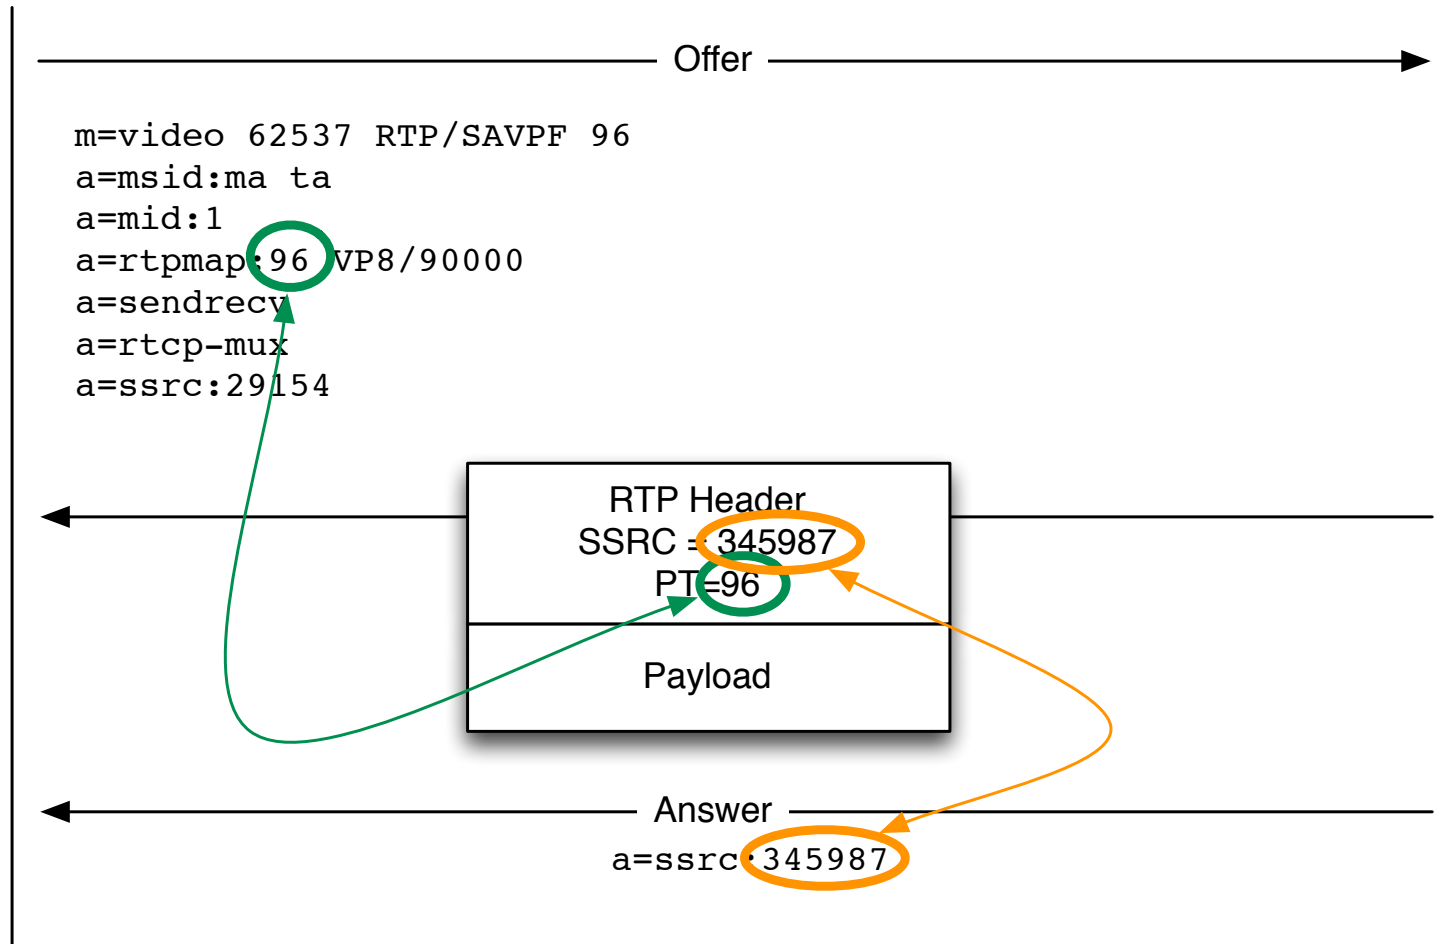 Offer
m=video 62537 RTP/SAVPF 96
a=msid:ma ta
a=mid:1
a=rtpmap:96 VP8/90000
a=sendrecv
a=rtcp-mux
a=ssrc:29154
RTP Header
SSRC = 345987
PT=96
Payload
Answer
a=ssrc:345987